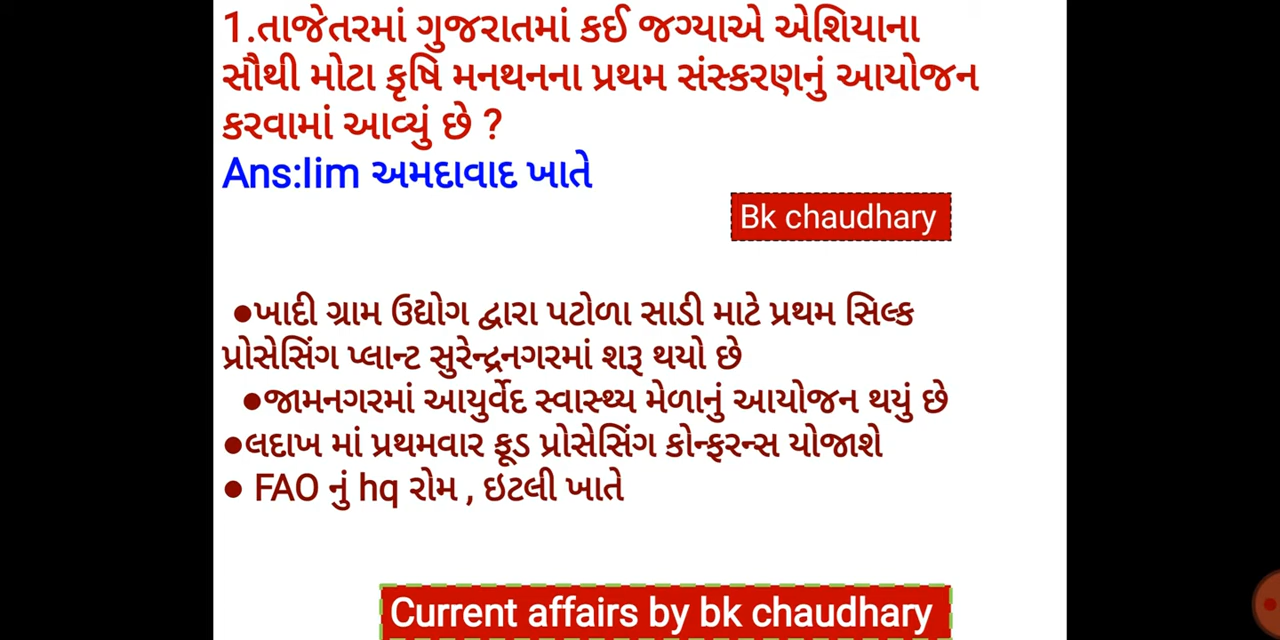 1.તાજેતરમાં ગુજરાતમાં કઈ જગ્યાએ એશિયાના
સૌથી મોટા કૃષિ મનથનના પ્રથમ સંસ્કરણનું આયોજન
કરવામાં આવ્યું છે ?
Ans:lim અમદાવાદ ખાતે
Bk chaudhary
●ખાદી ગ્રામ ઉદ્યોગ દ્વારા પટોળા સાડી માટે પ્રથમ સિલ્ક
પ્રોસેસિંગ પ્લાન્ટ સુરેન્દ્રનગરમાં શરૂ થયો છે
●જામનગરમાં આયુર્વેદ સ્વાસ્થ્ય મેળાનું આયોજન થયું છે
●લદાખ માં પ્રથમવાર ફૂડ પ્રોસેસિંગ કોન્ફરન્સ યોજાશે
● FAO નું hq રોમ , ઇટલી ખાતે
Current affairs by bk chaudhary